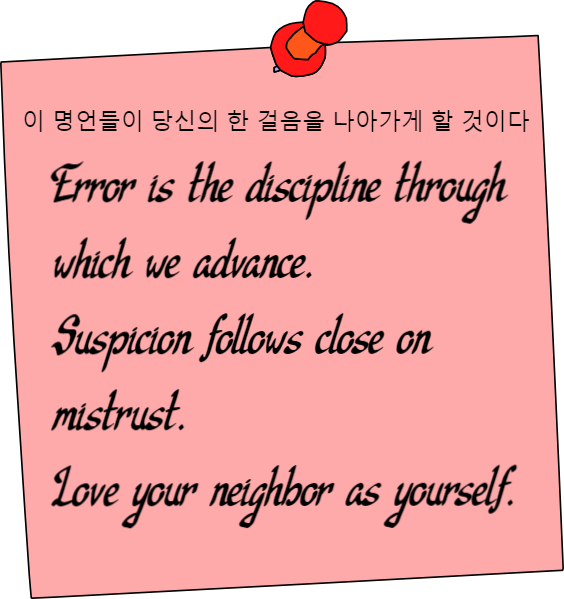 이 명언들이 당신의 한 걸음을 나아가게 할 것이다
Error is the discipline through
which we advance.
Suspicion follows close on
mistrust.
Love your neighbor as yourself.